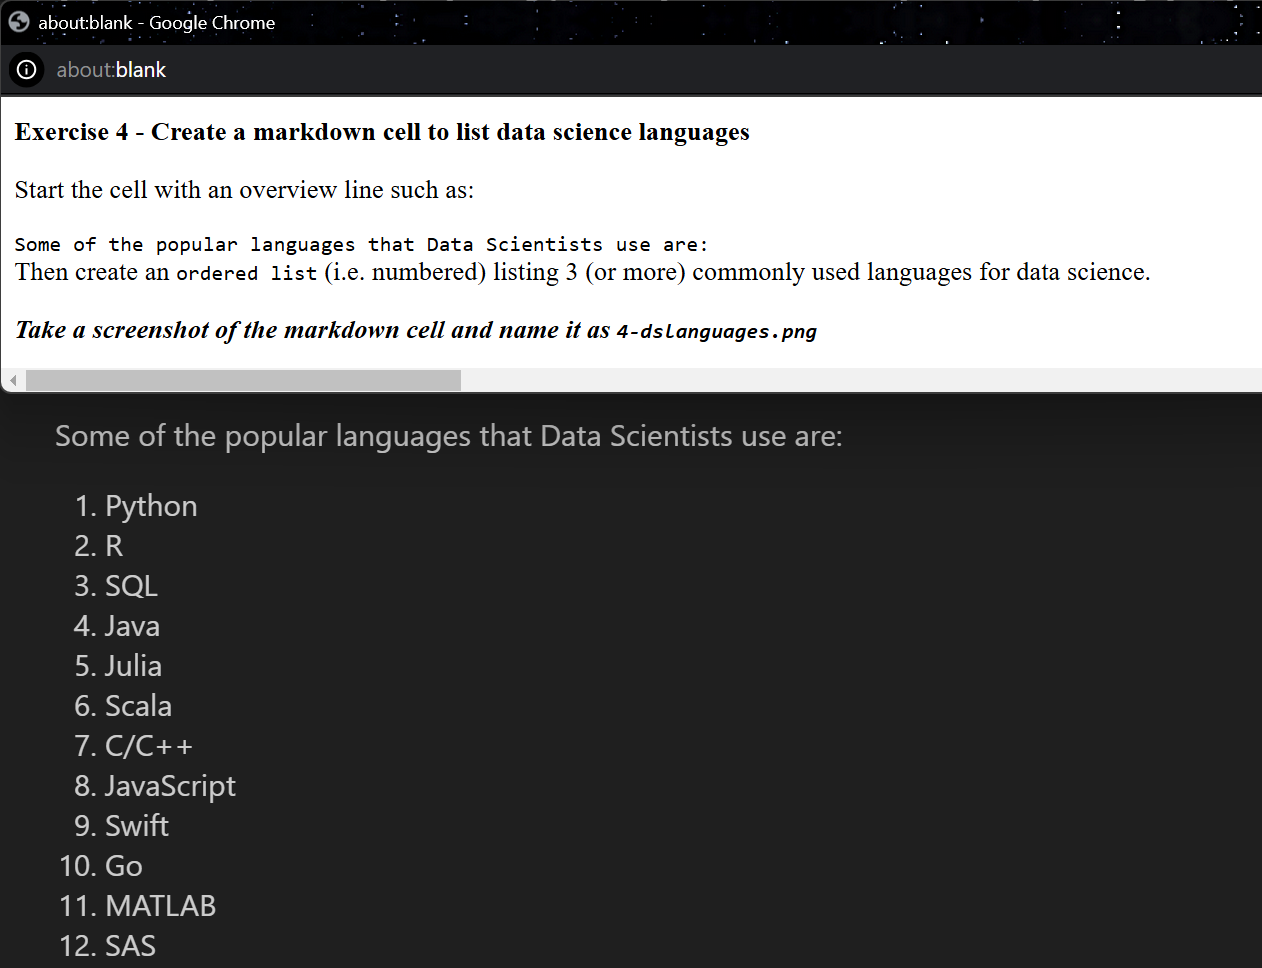 about:blank - Google Chrome
about:blank
Exercise 4 - Create a markdown cell to list data science languages
Start the cell with an overview line such as:
Some of the popular languages that Data Scientists use are:
Then create an ordered list (i.e. numbered) listing 3 (or more) commonly used languages for data science.
Take a screenshot of the markdown cell and name it as 4-dslanguages.png
Some of the popular languages that Data Scientists use are:
1. Python
2. R
3. SQL
4. Java
5. Julia
6. Scala
7. C/C++
8. JavaScript
9. Swift
10. Go
11. MATLAB
12. SAS